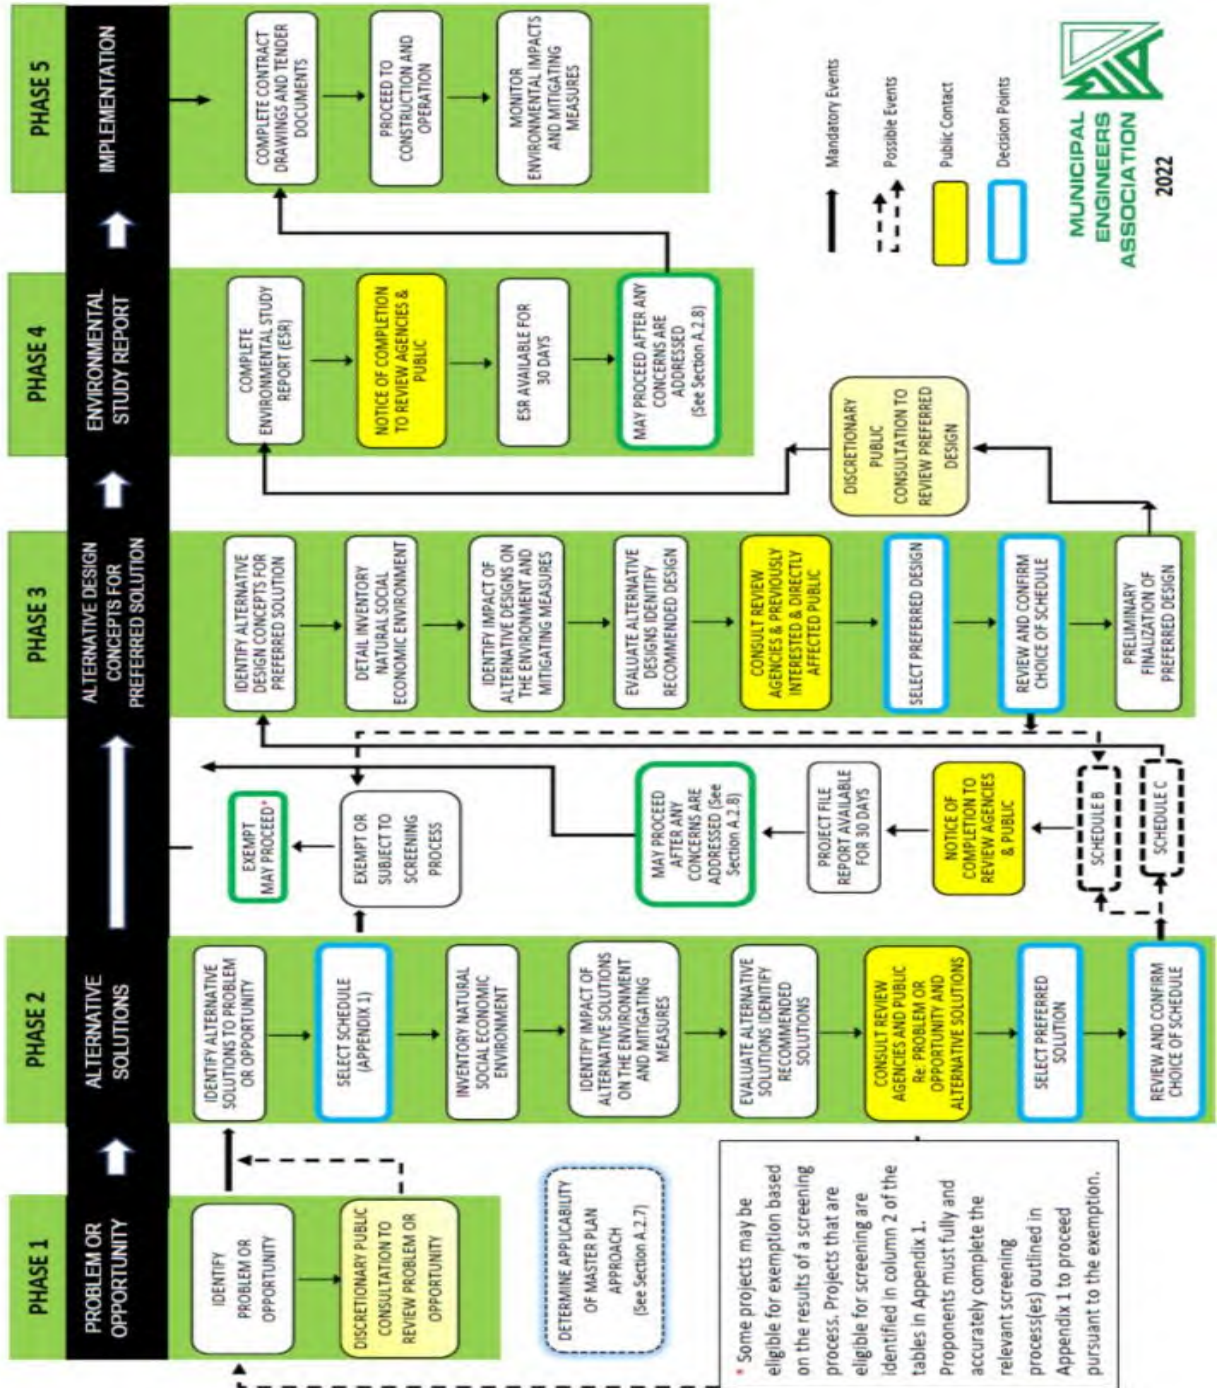 PHASE 1
PROBLEM OR
OPPORTUNITY
IDENTIFY
PROBLEM OR
OPPORTUNITY
DISCRETIONARY PUBLIC
CONSULTATION TO
REVIEW PROBLEM OR
OPPORTUNITY
DETERMINE APPLICABILITY
OF MASTER PLAN
APPROACH
(See Section A.2.7)
PHASE 2
ALTERNATIVE
SOLUTIONS
IDENTIFY ALTERNATIVE
SOLUTIONS TO PROBLEM
OR OPPORTUNITY
SELECT SCHEDULE
(APPENDIX 1)
INVENTORY NATURAL
SOCIAL ECONOMIC
ENVIRONMENT
IDENTIFY IMPACT OF
ALTERNATIVE SOLUTIONS
ON THE ENVIRONMENT
AND MITIGATING
MEASURES
EVALUATE ALTERNATIVE
SOLUTIONS IDENTIFY
RECOMMENDED
SOLUTIONS
CONSULT REVIEW
AGENCIES AND PUBLIC
Re: PROBLEM OR
OPPORTUNITY AND
ALTERNATIVE SOLUTIONS
SELECT PREFERRED
SOLUTION
REVIEW AND CONFIRM
CHOICE OF SCHEDULE
EXEMPT
MAY PROCEED*
EXEMPT OR
SUBJECT TO
SCREENING
PROCESS
MAY PROCEED
AFTER ANY
CONCERNS ARE
ADDRESSED (See
Section A.2.8)
PROJECT FILE
REPORT AVAILABLE
FOR 30 DAYS
NOTICE OF
COMPLETION TO
REVIEW AGENCIES
& PUBLIC
SCHEDULE B
SCHEDULE C
PHASE 3
ALTERNATIVE DESIGN
CONCEPTS FOR
PREFERRED SOLUTION
IDENTIFY ALTERNATIVE
DESIGN CONCEPTS FOR
PREFERRED SOLUTION
DETAIL INVENTORY
NATURAL SOCIAL
ECONOMIC ENVIRONMENT
IDENTIFY IMPACT OF
ALTERNATIVE DESIGNS ON
THE ENVIRONMENT AND
MITIGATING MEASURES
EVALUATE ALTERNATIVE
DESIGNS IDENITIFY
RECOMMENDED DESIGN
CONSULT REVIEW
AGENCIES & PREVIOUSLY
INTERESTED & DIRECTLY
AFFECTED PUBLIC
SELECT PREFERRED DESIGN
REVIEW AND CONFIRM
CHOICE OF SCHEDULE
PRELIMINARY
FINALIZATION OF
PREFERRED DESIGN
DISCRETIONARY
PUBLIC
CONSULTATION TO
REVIEW PREFERRED
DESIGN
PHASE 4
ENVIRONMENTAL
STUDY REPORT
COMPLETE
ENVIRONMENTAL STUDY
REPORT (ESR)
NOTICE OF COMPLETION
TO REVIEW AGENCIES &
PUBLIC
ESR AVAILABLE FOR
30 DAYS
MAY PROCEED AFTER ANY
CONCERNS ARE
ADDRESSED
(See Section A.2.8)
PHASE 5
IMPLEMENTATION
COMPLETE CONTRACT
DRAWINGS AND TENDER
DOCUMENTS
PROCEED TO
CONSTRUCTION AND
OPERATION
MONITOR
ENVIRONMENTAL IMPACTS
AND MITIGATING
MEASURES
* Some projects may be
eligible for exemption based
on the results of a screening
process. Projects that are
eligible for screening are
identified in column 2 of the
tables in Appendix 1.
Proponents must fully and
accurately complete the
relevant screening
process(es) outlined in
Appendix 1 to proceed
pursuant to the exemption.
Mandatory Events
Possible Events
Public Contact
Decision Points
MUNICIPAL
ENGINEERS
ASSOCIATION
2022